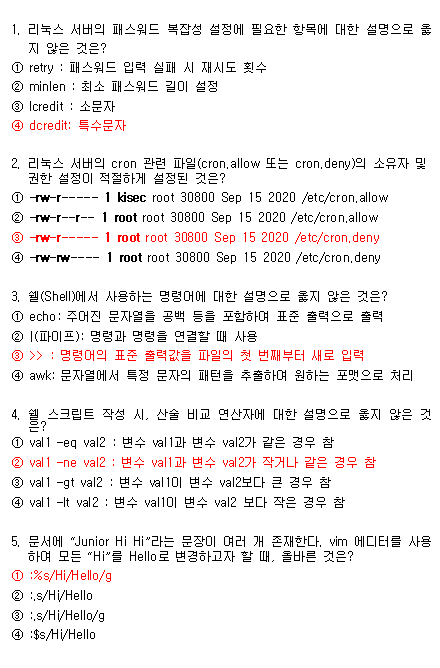 1. 리눅스 서버의 패스워드 복잡성 설정에 필요한 항목에 대한 설명으로 옳
지 않은 것은?
① retry : 패스워드 입력 실패 시 재시도 횟수
② minlen : 최소 패스워드 길이 설정
③ lcredit : 소문자
④ dcredit: 특수문자
2. 리눅스 서버의 cron 관련 파일(cron.allow 또는 cron.deny)의 소유자 및
권한 설정이 적절하게 설정된 것은?
① -rw-r----- 1 kisec root 30800 Sep 15 2020 /etc/cron.allow
② -rw-r--r-- 1 root root 30800 Sep 15 2020 /etc/cron.allow
③ -rw-r----- 1 root root 30800 Sep 15 2020 /etc/cron.deny
④ -rw-rw---- 1 root root 30800 Sep 15 2020 /etc/cron.deny
3. 쉘(Shell)에서 사용하는 명령어에 대한 설명으로 옳지 않은 것은?
① echo: 주어진 문자열을 공백 등을 포함하여 표준 출력으로 출력
② |(파이프): 명령과 명령을 연결할 때 사용
③ >> : 명령어의 표준 출력값을 파일의 첫 번째부터 새로 입력
④ awk: 문자열에서 특정 문자의 패턴을 추출하여 원하는 포맷으로 처리
4. 쉘 스크립트 작성 시, 산술 비교 연산자에 대한 설명으로 옳지 않은 것
은?
① val1 -eq val2 : 변수 val1과 변수 val2가 같은 경우 참
② val1 -ne val2 : 변수 val1과 변수 val2가 작거나 같은 경우 참
③ val1 -gt val2 : 변수 val1이 변수 val2보다 큰 경우 참
④ val1 -lt val2 : 변수 val1이 변수 val2 보다 작은 경우 참
5. 문서에 “Junior Hi Hi”라는 문장이 여러 개 존재한다. vim 에디터를 사용
하여 모든 “Hi”를 Hello로 변경하고자 할 때, 올바른 것은?
① :%s/Hi/Hello/g
② :,s/Hi/Hello
③ :,s/Hi/Hello/g
④ :$s/Hi/Hello